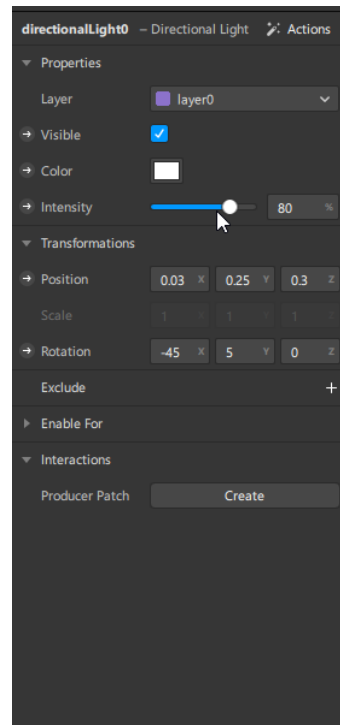 directionalLight0 – Directional Light Actions
Properties
Layer layer0
Visible
Color
Intensity 80 %
Transformations
Position 0.03 X 0.25 Y 0.3 Z
Scale 1 X 1 Y 1 Z
Rotation -45 X 5 Y 0 Z
Exclude +
Enable For
Interactions
Producer Patch Create